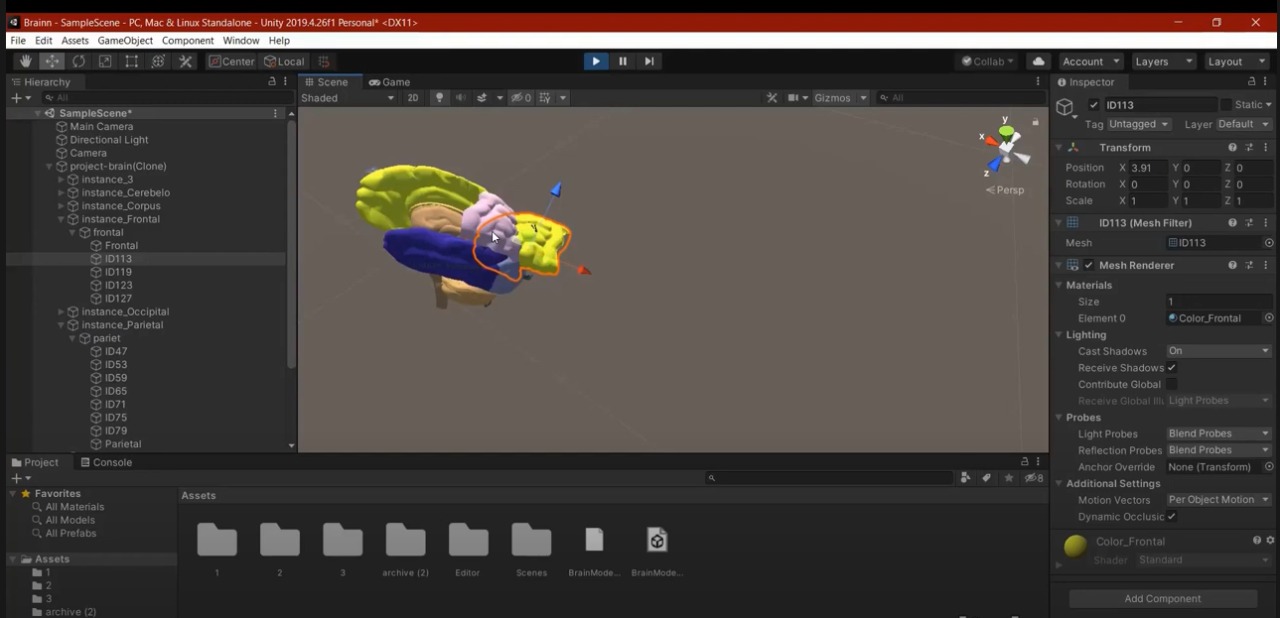 Brainn - SampleScene - PC, Mac & Linux Standalone - Unity 2019.4.26f1 Personal* <DX11>
File Edit Assets GameObject Component Window Help
Center Local Collab Account Layers Layout
Hierarchy
All
SampleScene*
Main Camera
Directional Light
Camera
project-brain(Clone)
instance_3
instance_Cerebelo
instance_Corpus
instance_Frontal
frontal
Frontal
ID113
ID119
ID123
ID127
instance_Occipital
instance_Parietal
pariet
ID47
ID53
ID59
ID65
ID71
ID75
ID79
Parietal
Scene Game
Shaded 2D 0 Gizmos All
y
x
z
Persp
Inspector
ID113 Static
Tag Untagged Layer Default
Transform
Position X 3.91 Y 0 Z 0
Rotation X 0 Y 0 Z 0
Scale X 1 Y 1 Z 1
ID113 (Mesh Filter)
Mesh ID113
Mesh Renderer
Materials
Size 1
Element 0 Color_Frontal
Lighting
Cast Shadows On
Receive Shadows
Contribute Global
Receive Global Illu Light Probes
Probes
Light Probes Blend Probes
Reflection Probes Blend Probes
Anchor Override None (Transform)
Additional Settings
Motion Vectors Per Object Motion
Dynamic Occlusic
Color_Frontal
Shader Standard
Add Component
Project Console
8
Favorites
All Materials
All Models
All Prefabs
Assets
1
2
3
archive (2)
Assets
1 2 3 archive (2) Editor Scenes BrainMode... BrainMode...